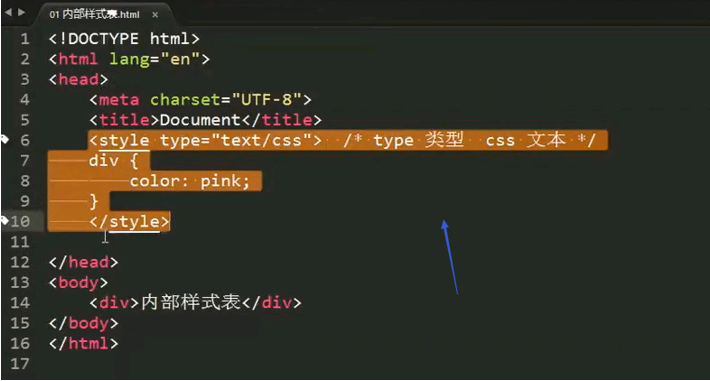 01 内部样式表.html
1 <!DOCTYPE html>
2 <html lang="en">
3 <head>
4 <meta charset="UTF-8">
5 <title>Document</title>
6 <style type="text/css"> /* type 类型 css 文本 */
7 div {
8 color: pink;
9 }
10 </style>
11
12 </head>
13 <body>
14 <div>内部样式表</div>
15 </body>
16 </html>
17